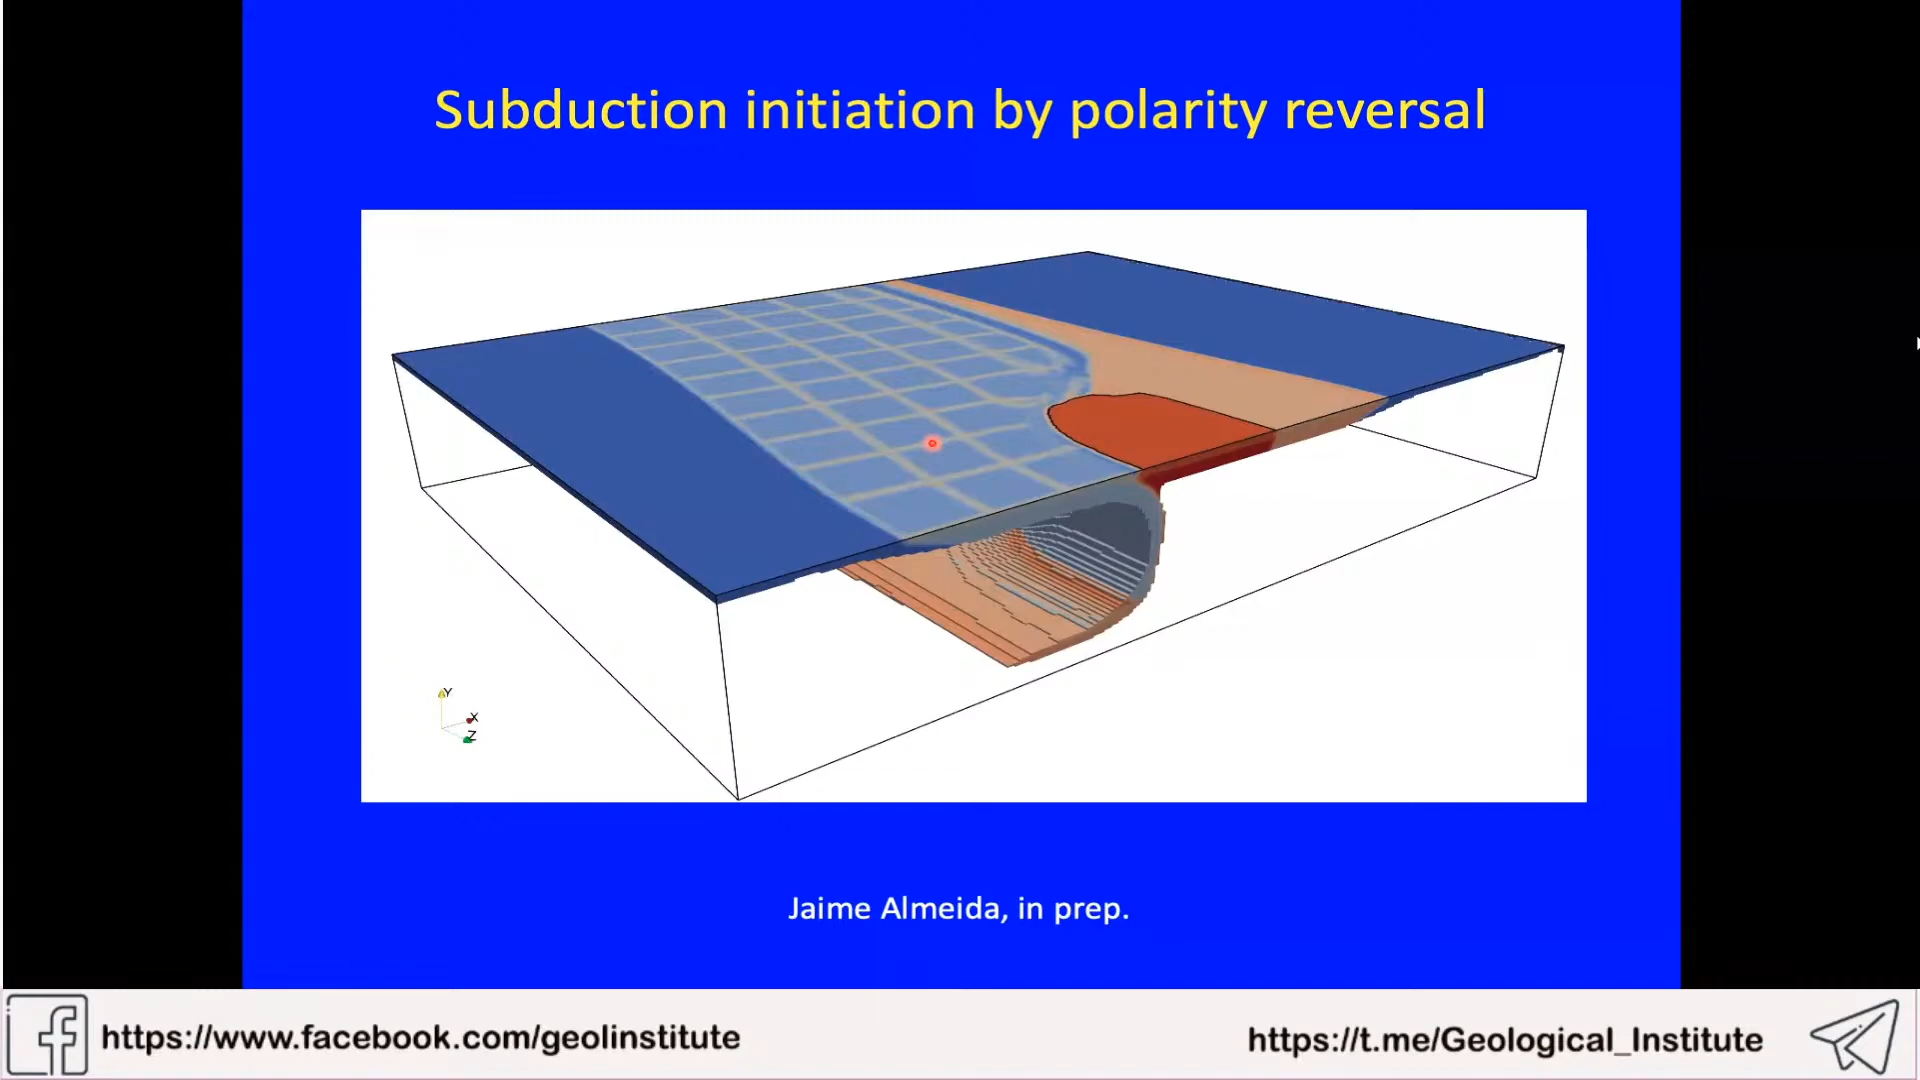 Subduction initiation by polarity reversal
Y
X
Z
Jaime Almeida, in prep.
https://www.facebook.com/geolinstitute
https://t.me/Geological_Institute